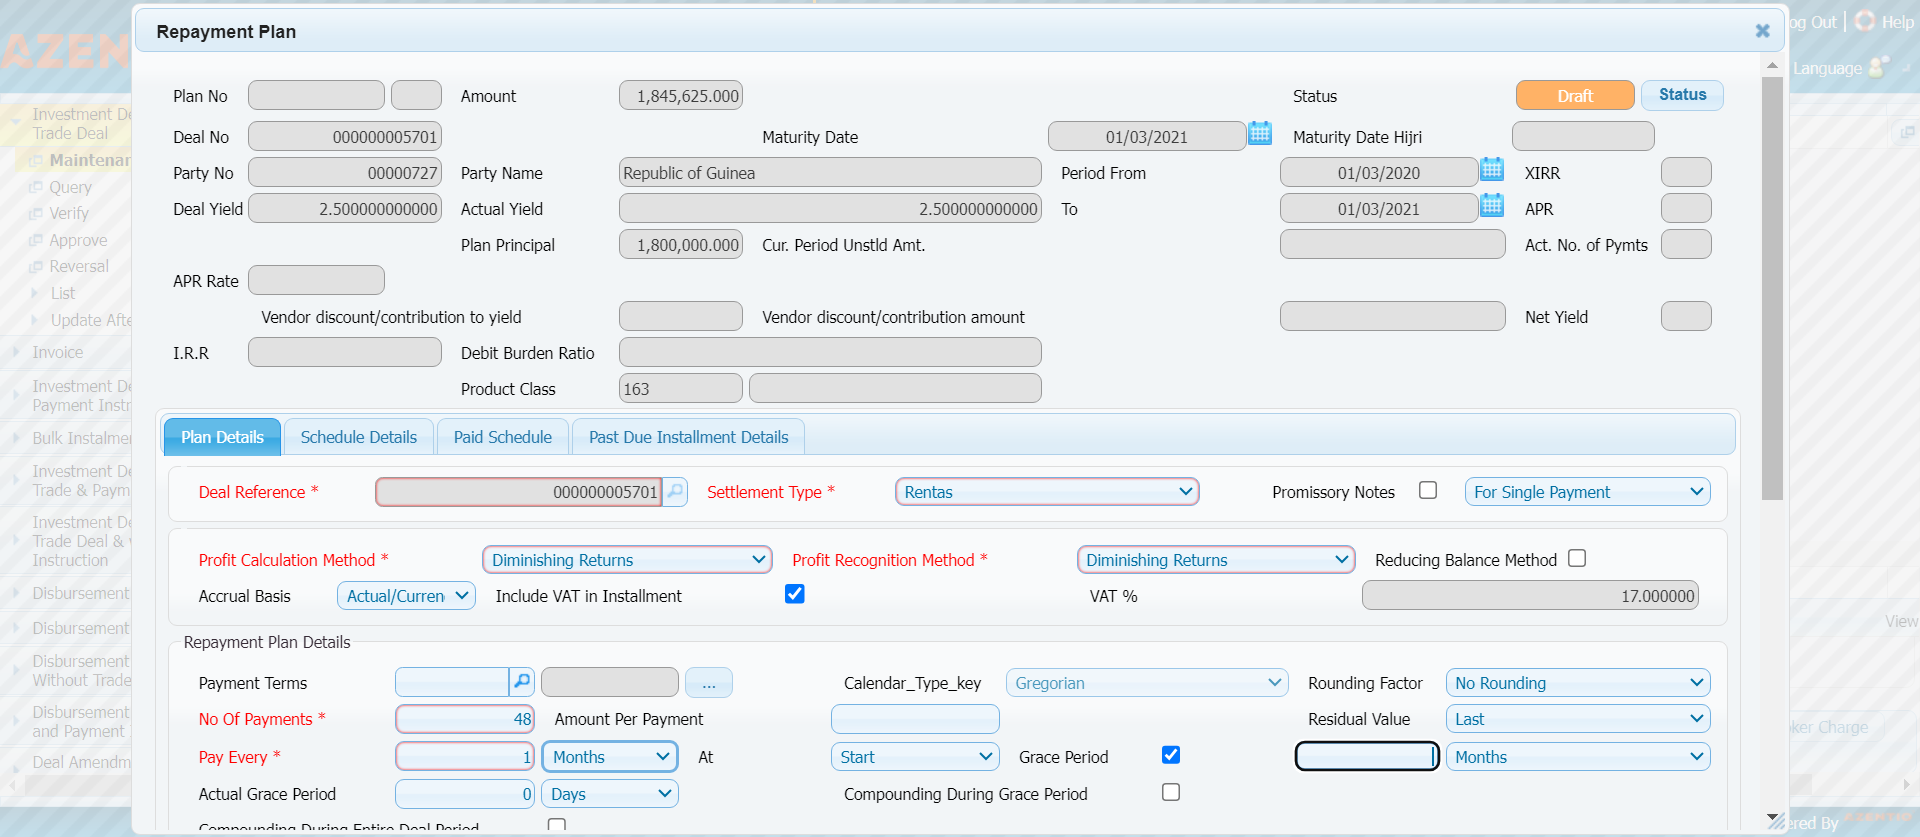 Repayment Plan
og Out | Help
AZEN
Language
Plan No Amount 1,845,625.000 Status Draft Status
Deal No 000000005701 Maturity Date 01/03/2021 Maturity Date Hijri
Party No 00000727 Party Name Republic of Guinea Period From 01/03/2020 XIRR
Deal Yield 2.500000000000 Actual Yield 2.500000000000 To 01/03/2021 APR
Plan Principal 1,800,000.000 Cur. Period Unstld Amt. Act. No. of Pymts
APR Rate
Vendor discount/contribution to yield Vendor discount/contribution amount Net Yield
I.R.R Debit Burden Ratio
Product Class 163
Plan Details Schedule Details Paid Schedule Past Due Installment Details
Deal Reference * 000000005701 Settlement Type * Rentas Promissory Notes For Single Payment
Profit Calculation Method * Diminishing Returns Profit Recognition Method * Diminishing Returns Reducing Balance Method
Accrual Basis Actual/Curren Include VAT in Installment VAT % 17.000000
Repayment Plan Details
Payment Terms ... Calendar_Type_key Gregorian Rounding Factor No Rounding
No Of Payments * 48 Amount Per Payment Residual Value Last
Pay Every * 1 Months At Start Grace Period Months
Actual Grace Period 0 Days Compounding During Grace Period
Compounding During Entire Deal Period
Investment De
Trade Deal
Maintenan
Query
Verify
Approve
Reversal
List
Update Afte
Invoice
Investment De
Payment Instr
Bulk Instalmen
Investment De
Trade & Paym
Investment De
Trade Deal &
Instruction
Disbursement
Disbursement
Disbursement
Without Trade
Disbursement
and Payment
Deal Amendm
View
ker Charge
ered By